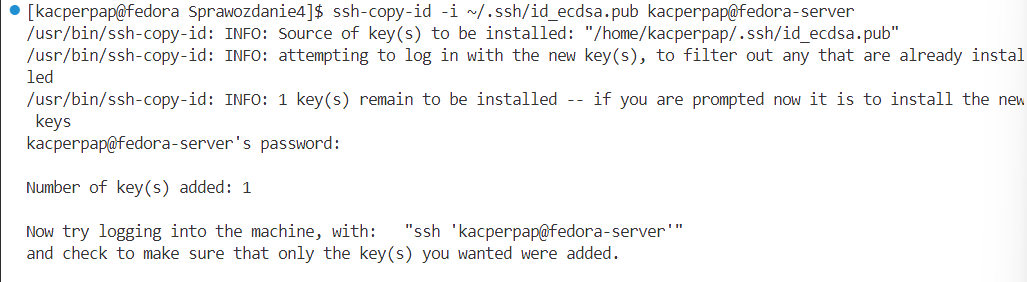 [kacperpap@fedora Sprawozdanie4]$ ssh-copy-id -i ~/.ssh/id_ecdsa.pub kacperpap@fedora-server
/usr/bin/ssh-copy-id: INFO: Source of key(s) to be installed: "/home/kacperpap/.ssh/id_ecdsa.pub"
/usr/bin/ssh-copy-id: INFO: attempting to log in with the new key(s), to filter out any that are already instal
led
/usr/bin/ssh-copy-id: INFO: 1 key(s) remain to be installed -- if you are prompted now it is to install the new
 keys
kacperpap@fedora-server's password:
Number of key(s) added: 1
Now try logging into the machine, with:   "ssh 'kacperpap@fedora-server'"
and check to make sure that only the key(s) you wanted were added.